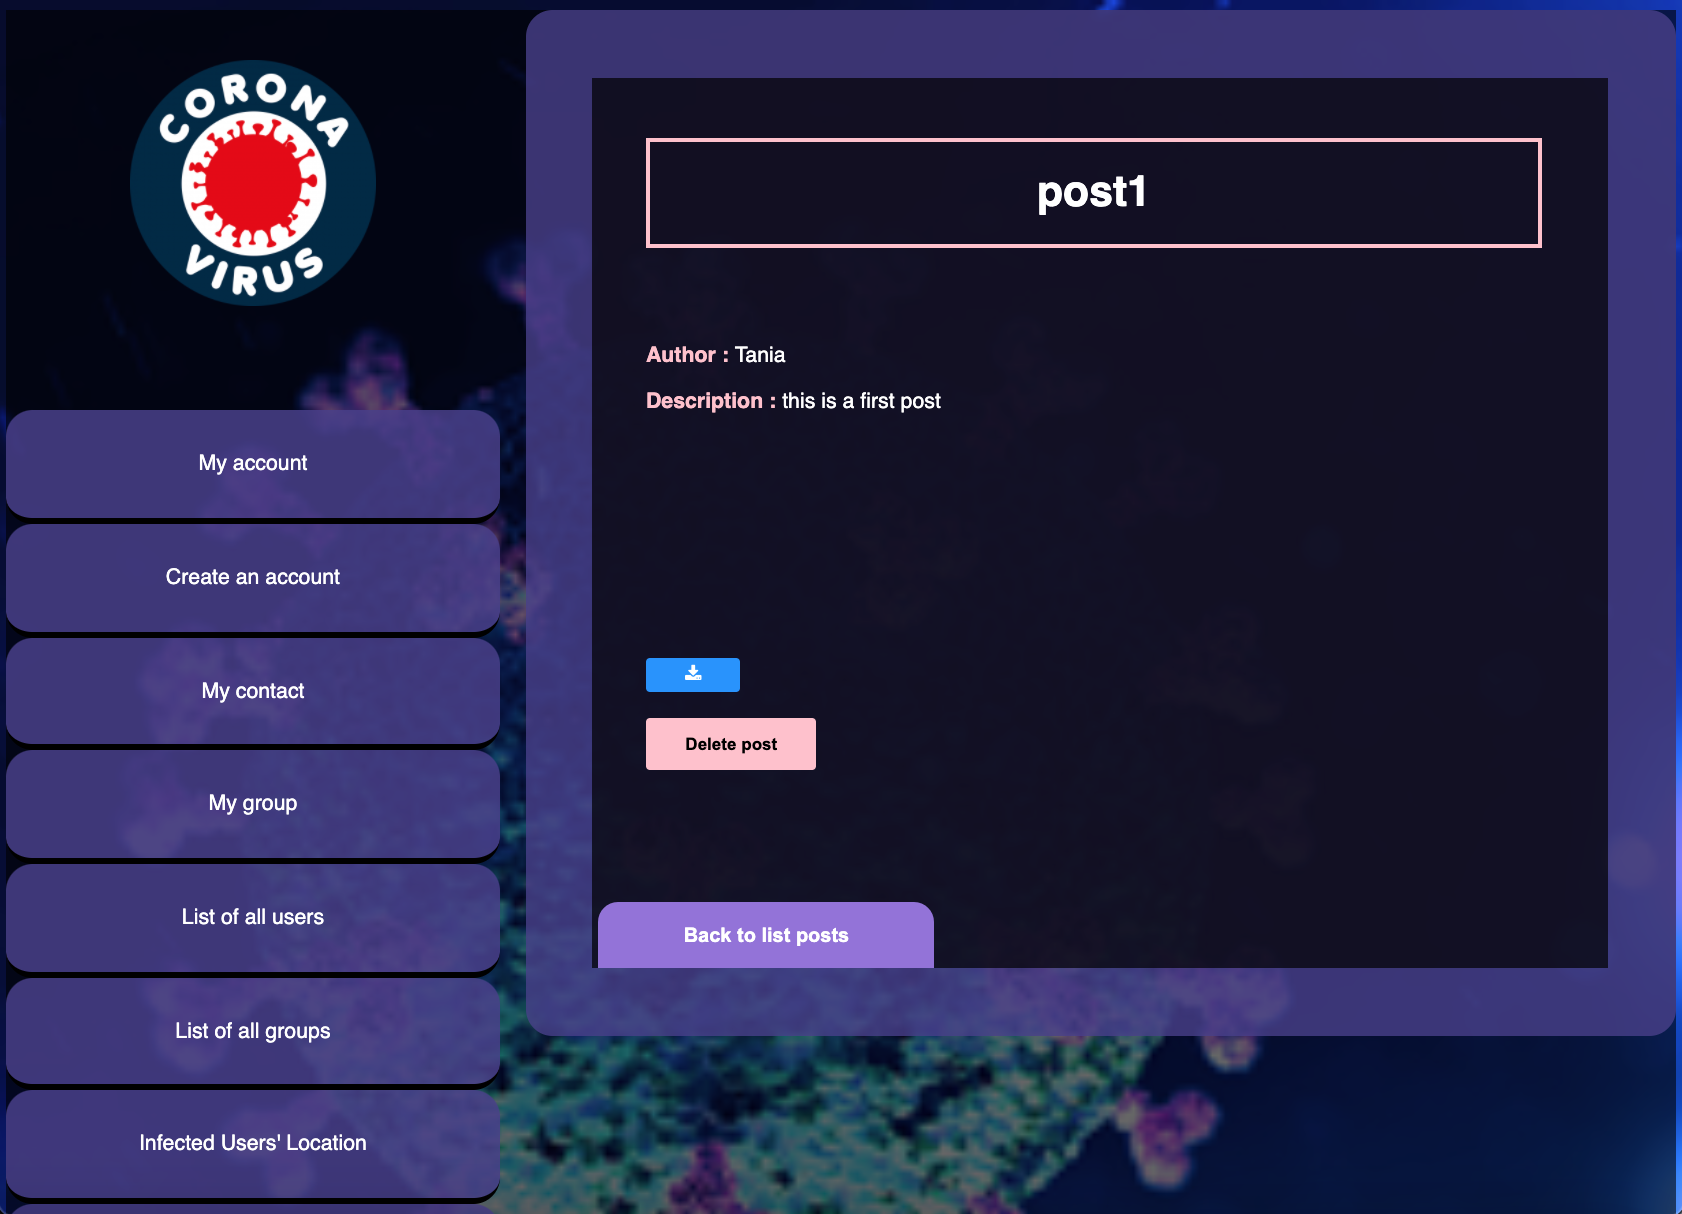 CORONA
VIRUS
My account
Create an account
My contact
My group
List of all users
List of all groups
Infected Users' Location
post1
Author : Tania
Description : this is a first post
Delete post
Back to list posts